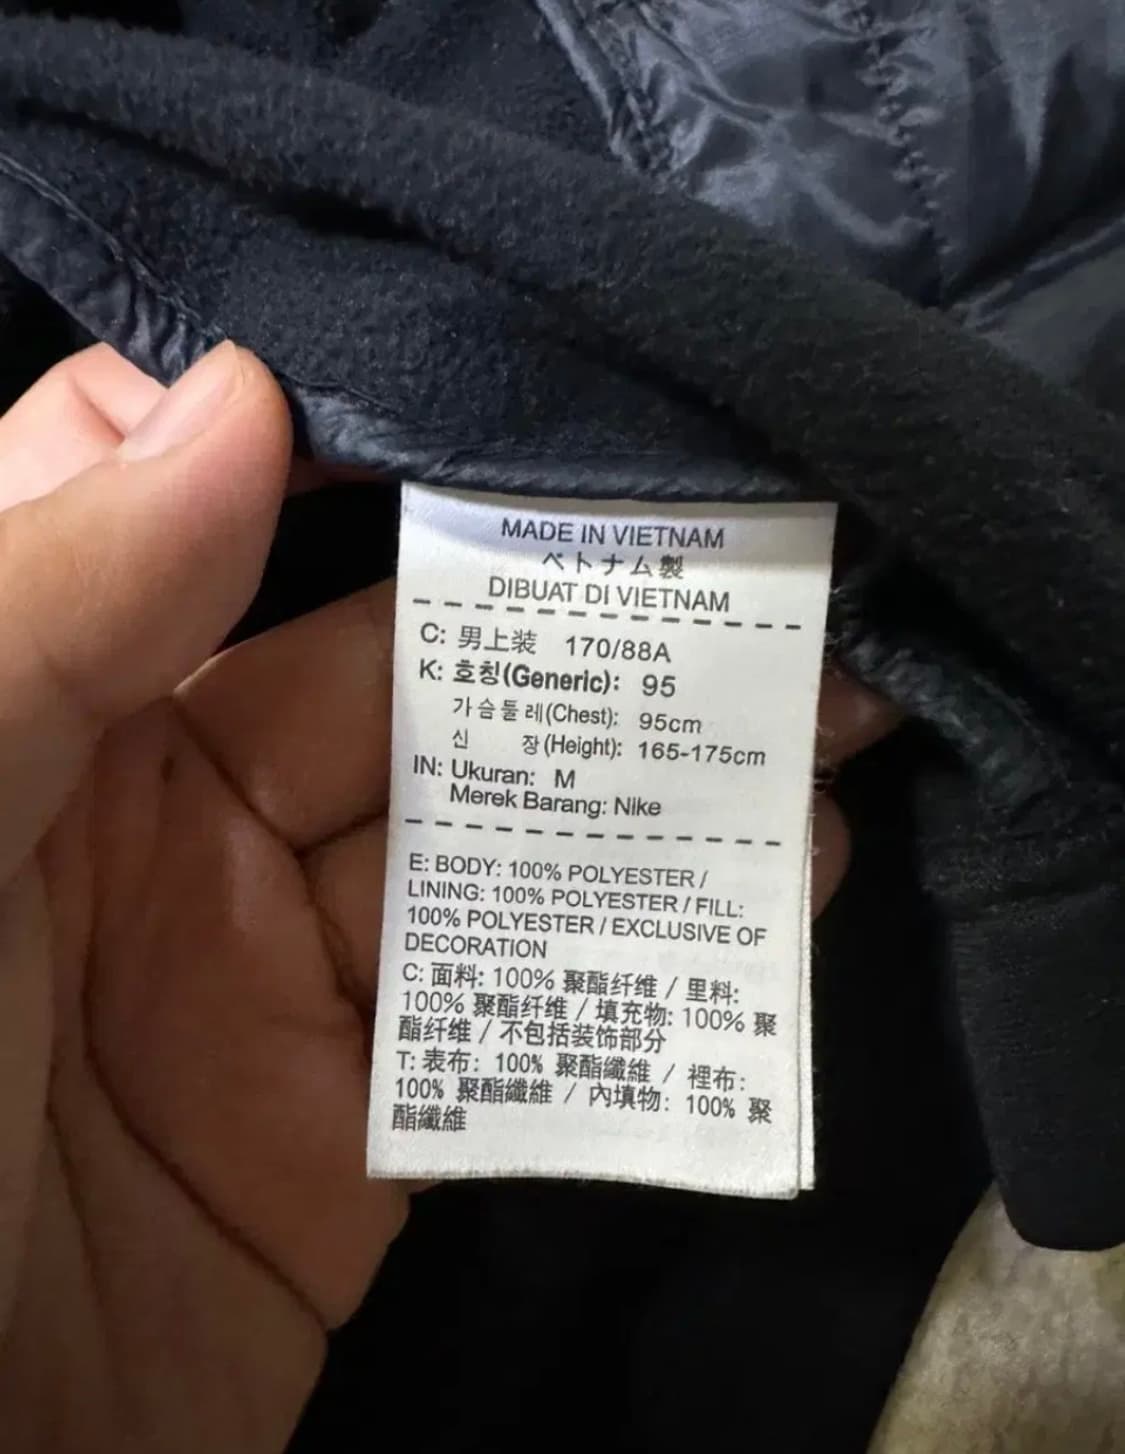 MADE IN VIETNAM
ベトナム製
DIBUAT DI VIETNAM
C: 男上装 170/88A
K: 호칭(Generic): 95
가슴둘레(Chest): 95cm
신 장(Height): 165-175cm
IN: Ukuran: M
Merek Barang: Nike
E: BODY: 100% POLYESTER /
LINING: 100% POLYESTER / FILL:
100% POLYESTER / EXCLUSIVE OF
DECORATION
C: 面料: 100% 聚酯纤维 / 里料:
100% 聚酯纤维 / 填充物: 100% 聚
酯纤维 / 不包括装饰部分
T: 表布: 100% 聚酯纖維 / 裡布:
100% 聚酯纖維 / 內填物: 100% 聚
酯纖維